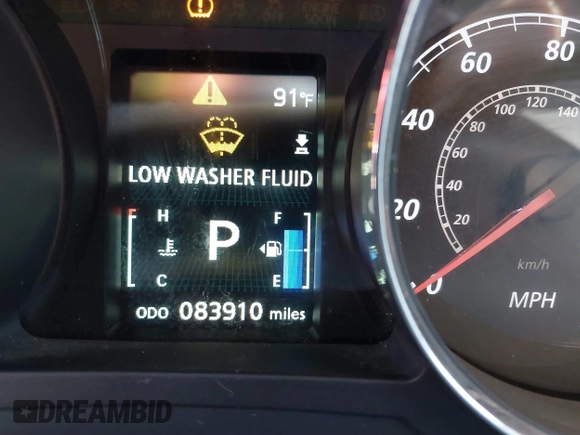 91°F
LOW WASHER FLUID
F H F
P
C E
ODO 083910 miles
80
60
40
20
0
140
120
100
80
60
40
20
km/h
MPH
DREAMBID